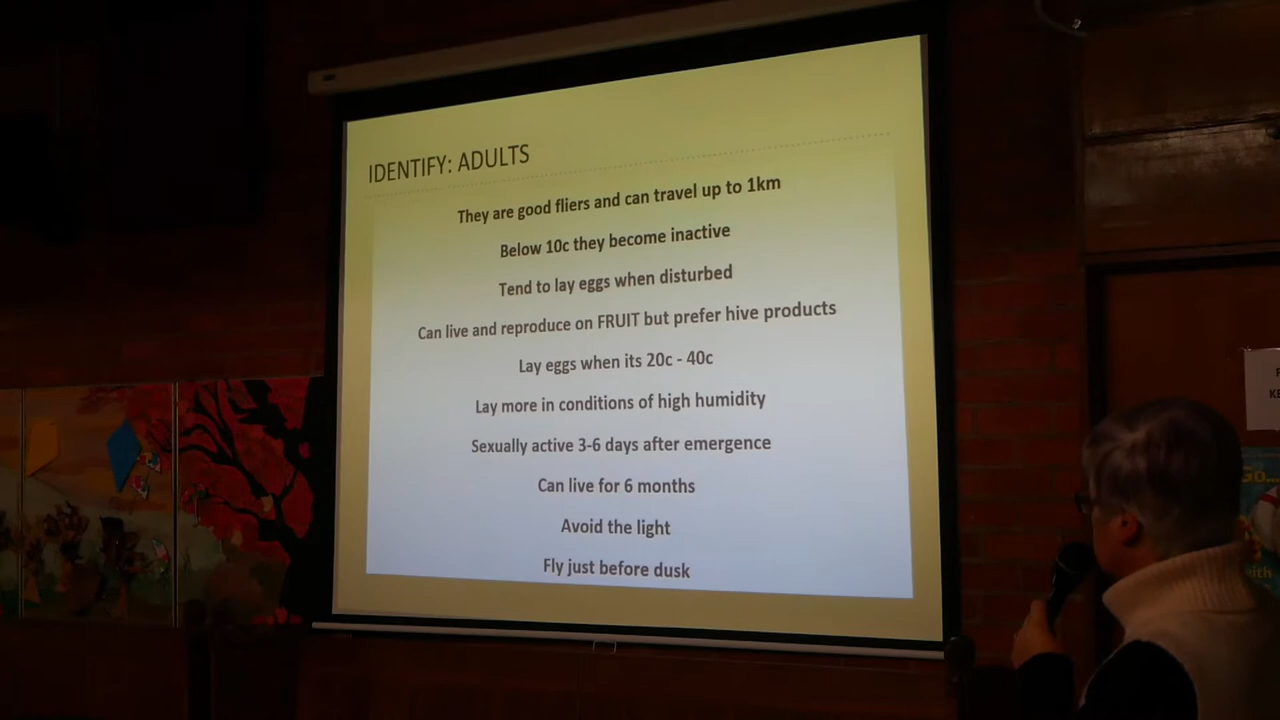 IDENTIFY: ADULTS
They are good fliers and can travel up to 1km
Below 10c they become inactive
Tend to lay eggs when disturbed
Can live and reproduce on FRUIT but prefer hive products
Lay eggs when its 20c - 40c
Lay more in conditions of high humidity
Sexually active 3-6 days after emergence
Can live for 6 months
Avoid the light
Fly just before dusk